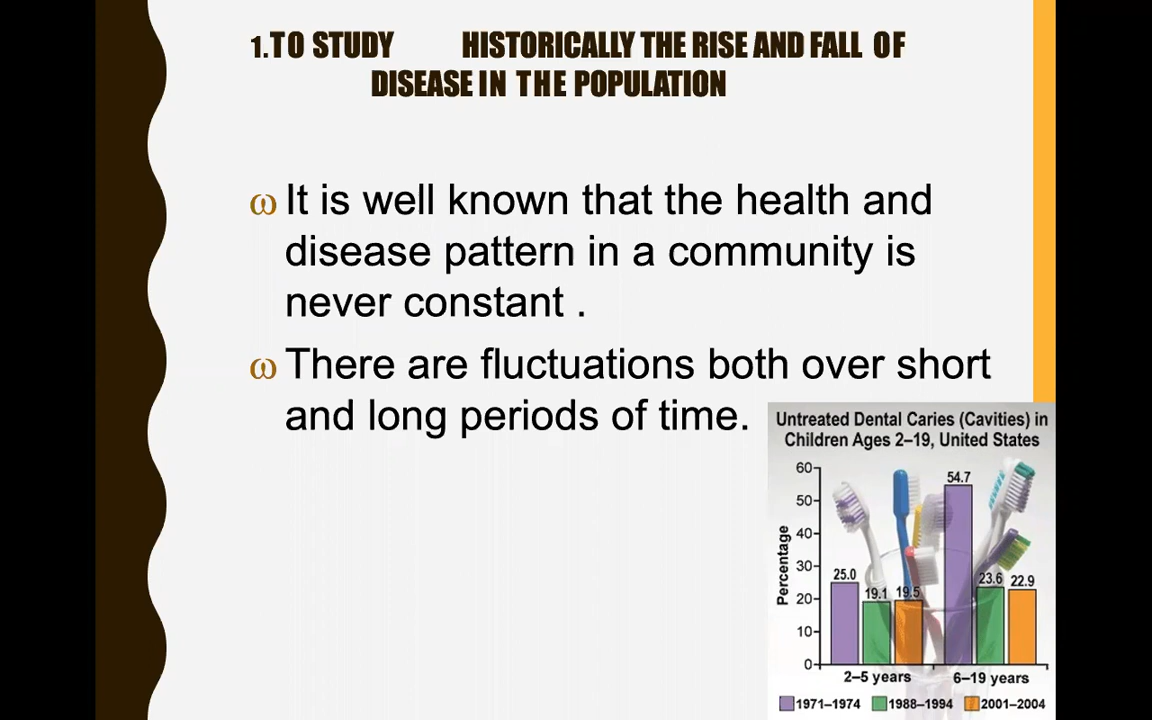 1.TO STUDY HISTORICALLY THE RISE AND FALL OF
DISEASE IN THE POPULATION
ω It is well known that the health and
disease pattern in a community is
never constant .
ω There are fluctuations both over short
and long periods of time.
Untreated Dental Caries (Cavities) in
Children Ages 2–19, United States
Percentage
60
50
40
30
20
10
0
25.0
19.1
19.5
54.7
23.6
22.9
2–5 years
6–19 years
1971–1974
1988–1994
2001–2004